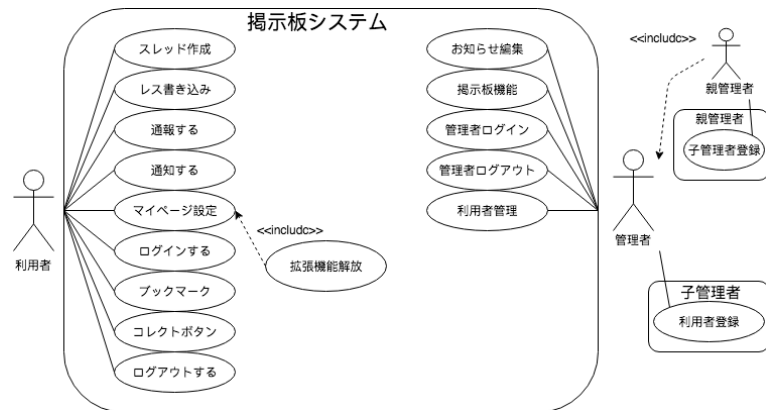 掲示板システム
スレッド作成
レス書き込み
通報する
通知する
マイページ設定
ログインする
ブックマーク
コレクトボタン
ログアウトする
利用者
<<include>>
拡張機能解放
お知らせ編集
掲示板機能
管理者ログイン
管理者ログアウト
利用者管理
<<include>>
親管理者
親管理者
子管理者登録
管理者
子管理者
利用者登録